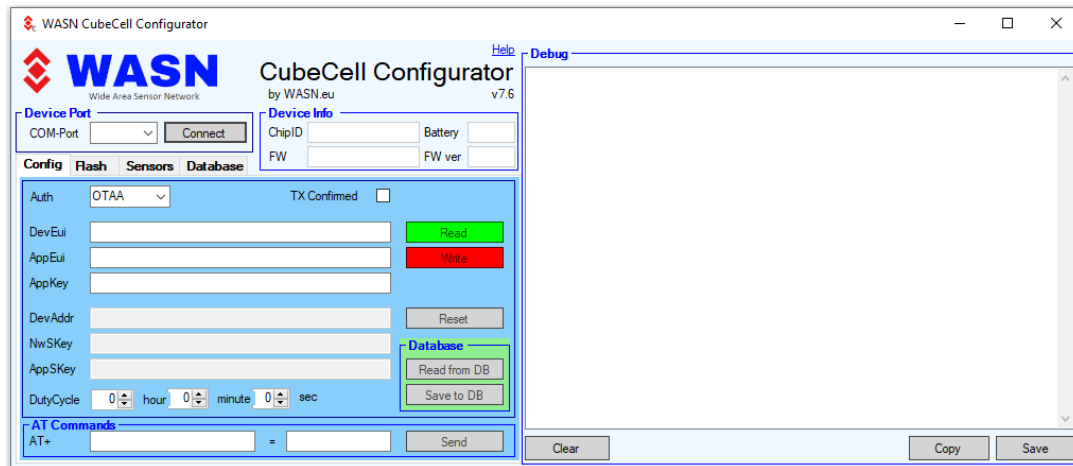 WASN CubeCell Configurator
Help
WASN
Wide Area Sensor Network
CubeCell Configurator
by WASN.eu v7.6
Device Port
COM-Port Connect
Device Info
ChipID Battery
FW FW ver
Config Flash Sensors Database
Auth OTAA TX Confirmed
DevEui Read
AppEui Write
AppKey
DevAddr Reset
NwSKey
AppSKey
Database
Read from DB
Save to DB
DutyCycle 0 hour 0 minute 0 sec
AT Commands
AT+ = Send
Debug
Clear Copy Save